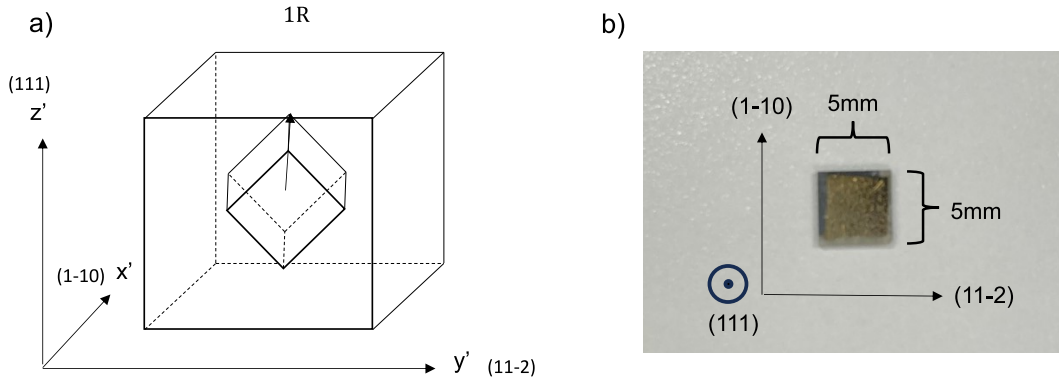 a)
1R
(111)
z'
(1-10) x'
y' (11-2)
b)
(1-10)
5mm
5mm
(11-2)
(111)